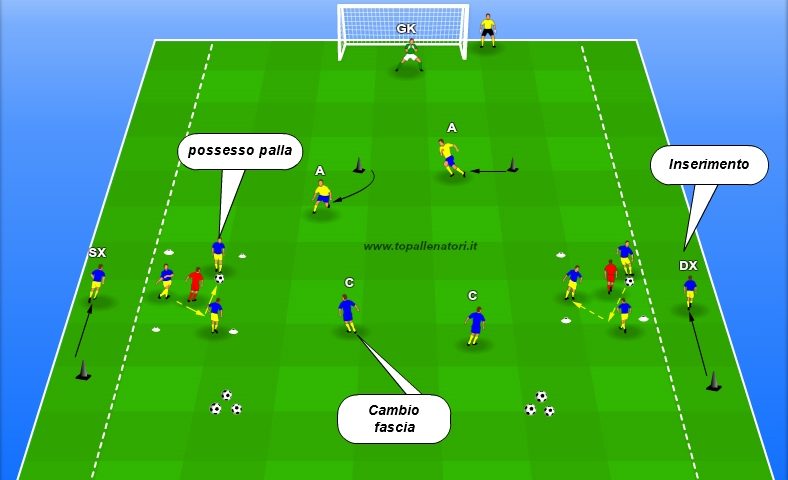 GK
A
possesso palla
A
Inserimento
www.topallenatori.it
SX
DX
C
C
Cambio
fascia